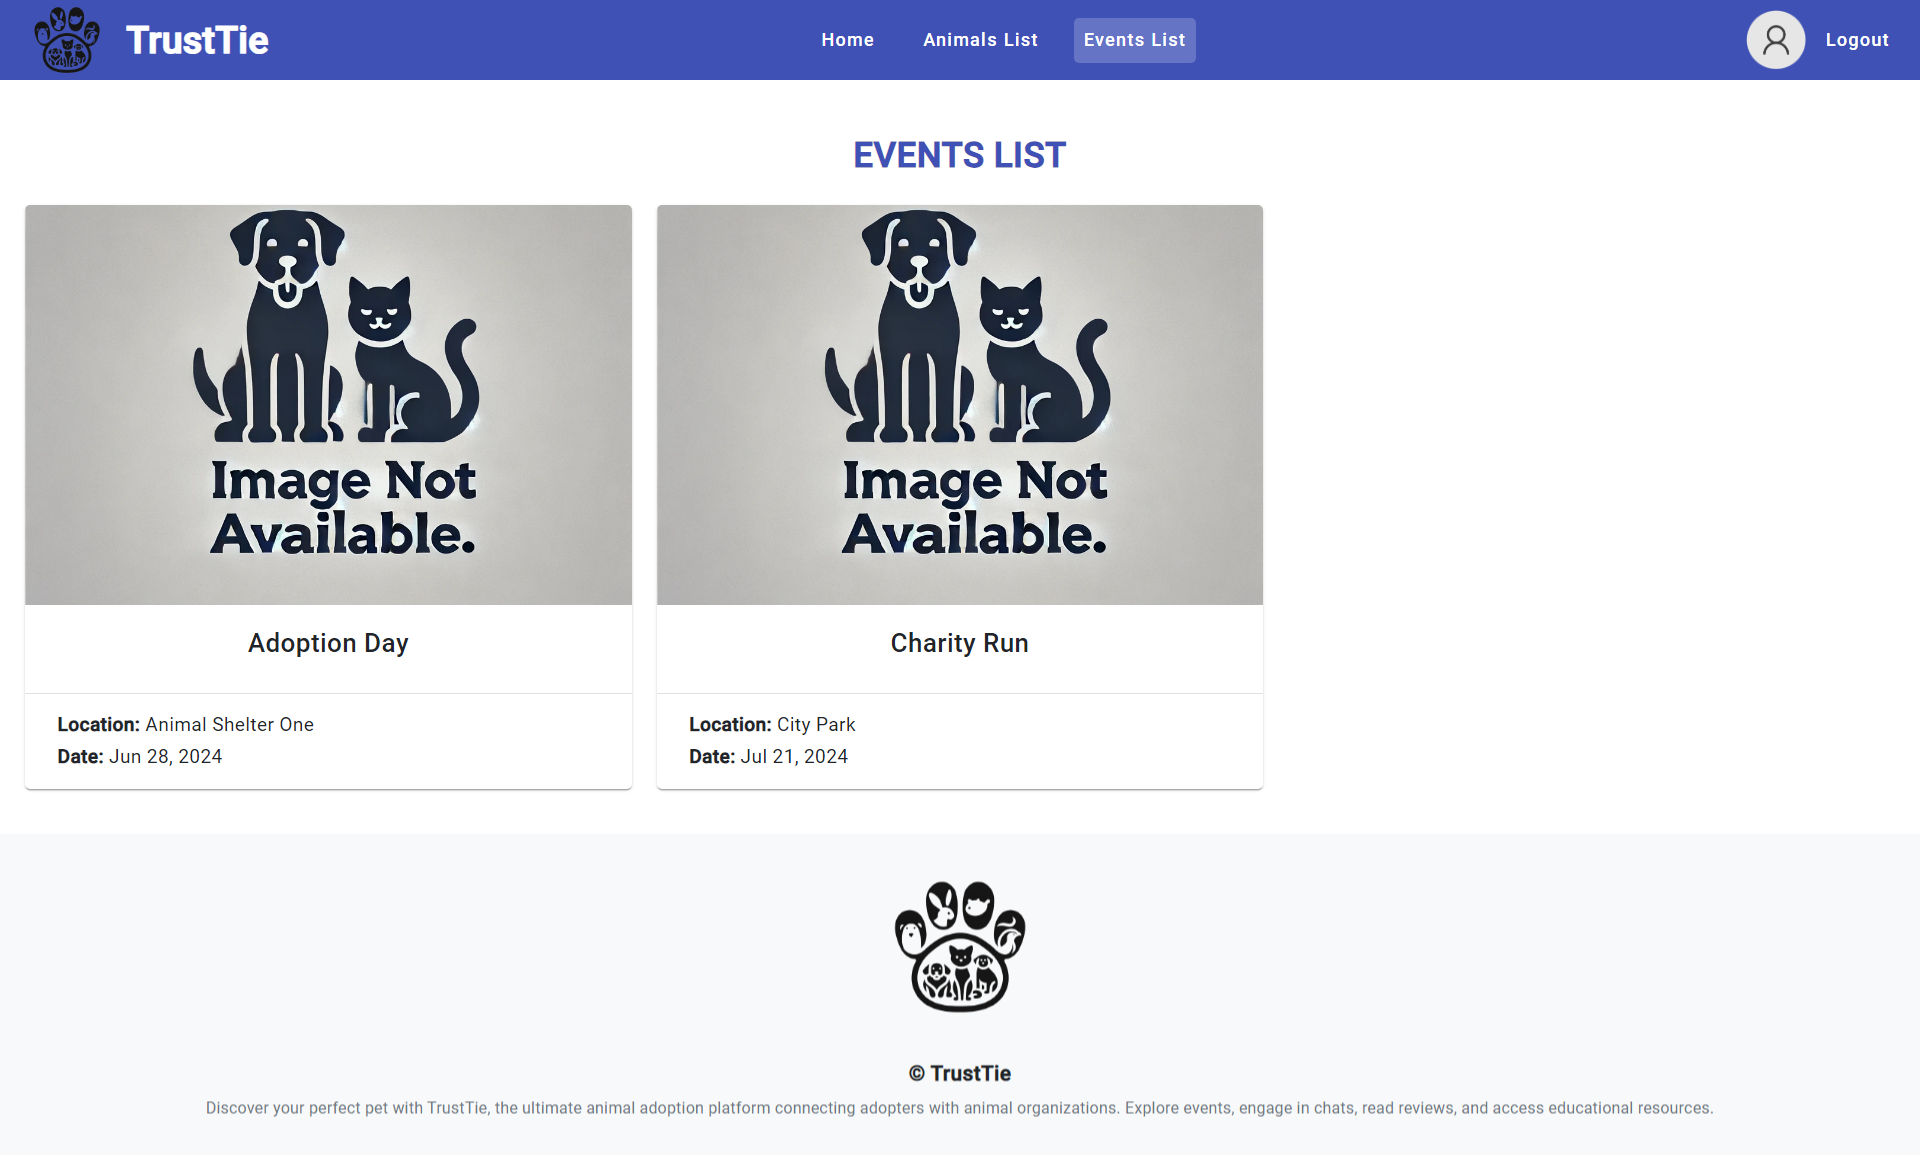 TrustTie
Home
Animals List
Events List
Logout
EVENTS LIST
Image Not
Available.
Adoption Day
Location: Animal Shelter One
Date: Jun 28, 2024
Image Not
Available.
Charity Run
Location: City Park
Date: Jul 21, 2024
© TrustTie
Discover your perfect pet with TrustTie, the ultimate animal adoption platform connecting adopters with animal organizations. Explore events, engage in chats, read reviews, and access educational resources.